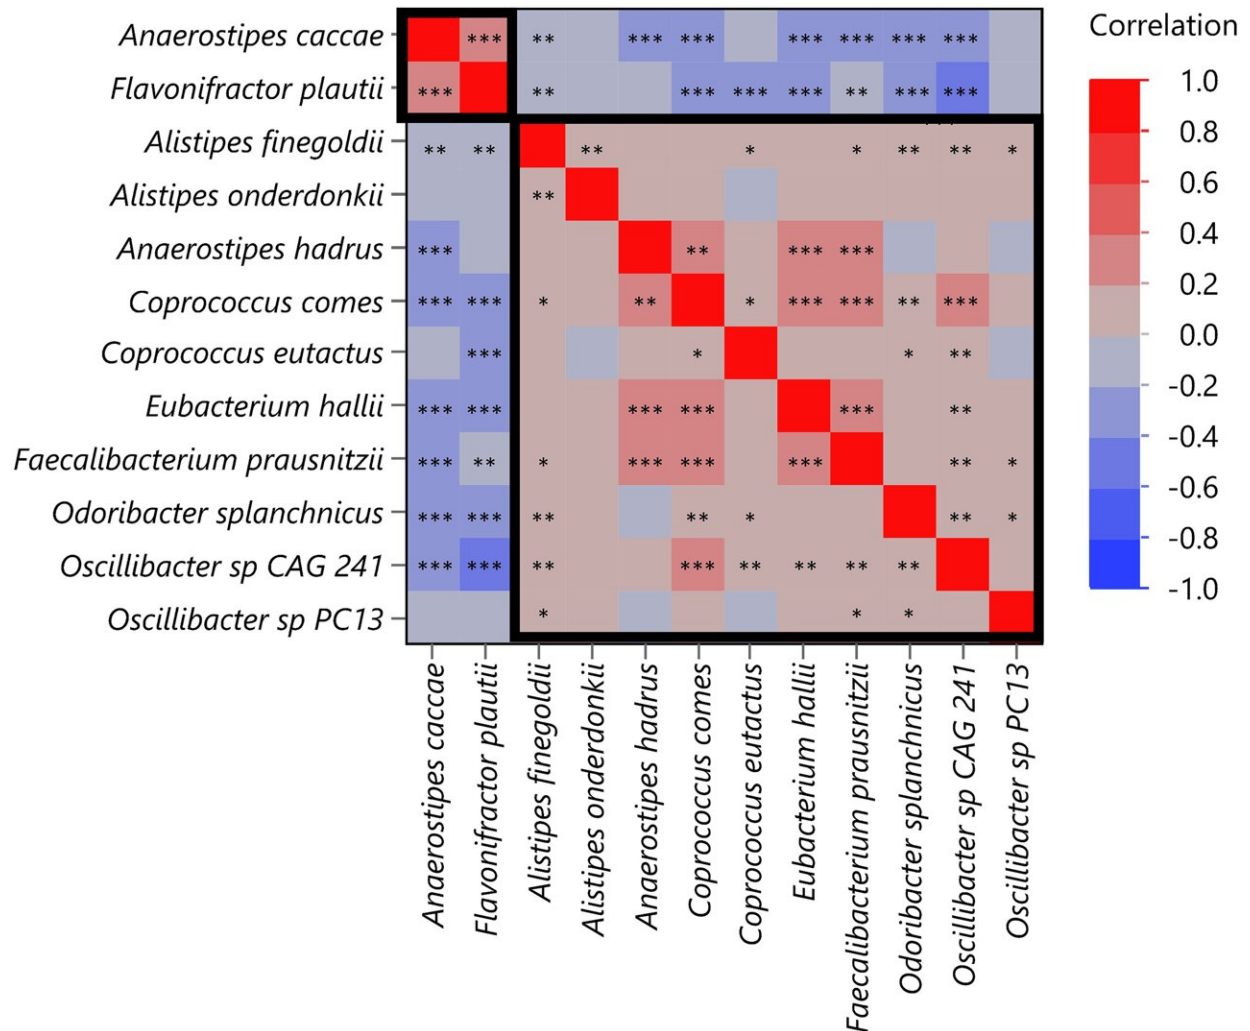 Correlation
Anaerostipes caccae *** ** *** *** *** *** *** ***
1.0
Flavonifractor plautii *** ** *** *** *** ** *** ***
0.8
Alistipes finegoldii ** ** ** * * ** ** *
0.6
Alistipes onderdonkii **
0.4
Anaerostipes hadrus *** ** *** ***
0.2
Coprococcus comes *** *** * ** * *** *** ** ***
0.0
Coprococcus eutactus *** * * **
-0.2
Eubacterium hallii *** *** *** *** *** **
-0.4
Faecalibacterium prausnitzii *** ** * *** *** *** ** *
-0.6
Odoribacter splanchnicus *** *** ** ** * ** *
-0.8
Oscillibacter sp CAG 241 *** *** ** *** ** ** ** **
-1.0
Oscillibacter sp PC13 * * *
Anaerostipes caccae
Flavonifractor plautii
Alistipes finegoldii
Alistipes onderdonkii
Anaerostipes hadrus
Coprococcus comes
Coprococcus eutactus
Eubacterium hallii
Faecalibacterium prausnitzii
Odoribacter splanchnicus
Oscillibacter sp CAG 241
Oscillibacter sp PC13